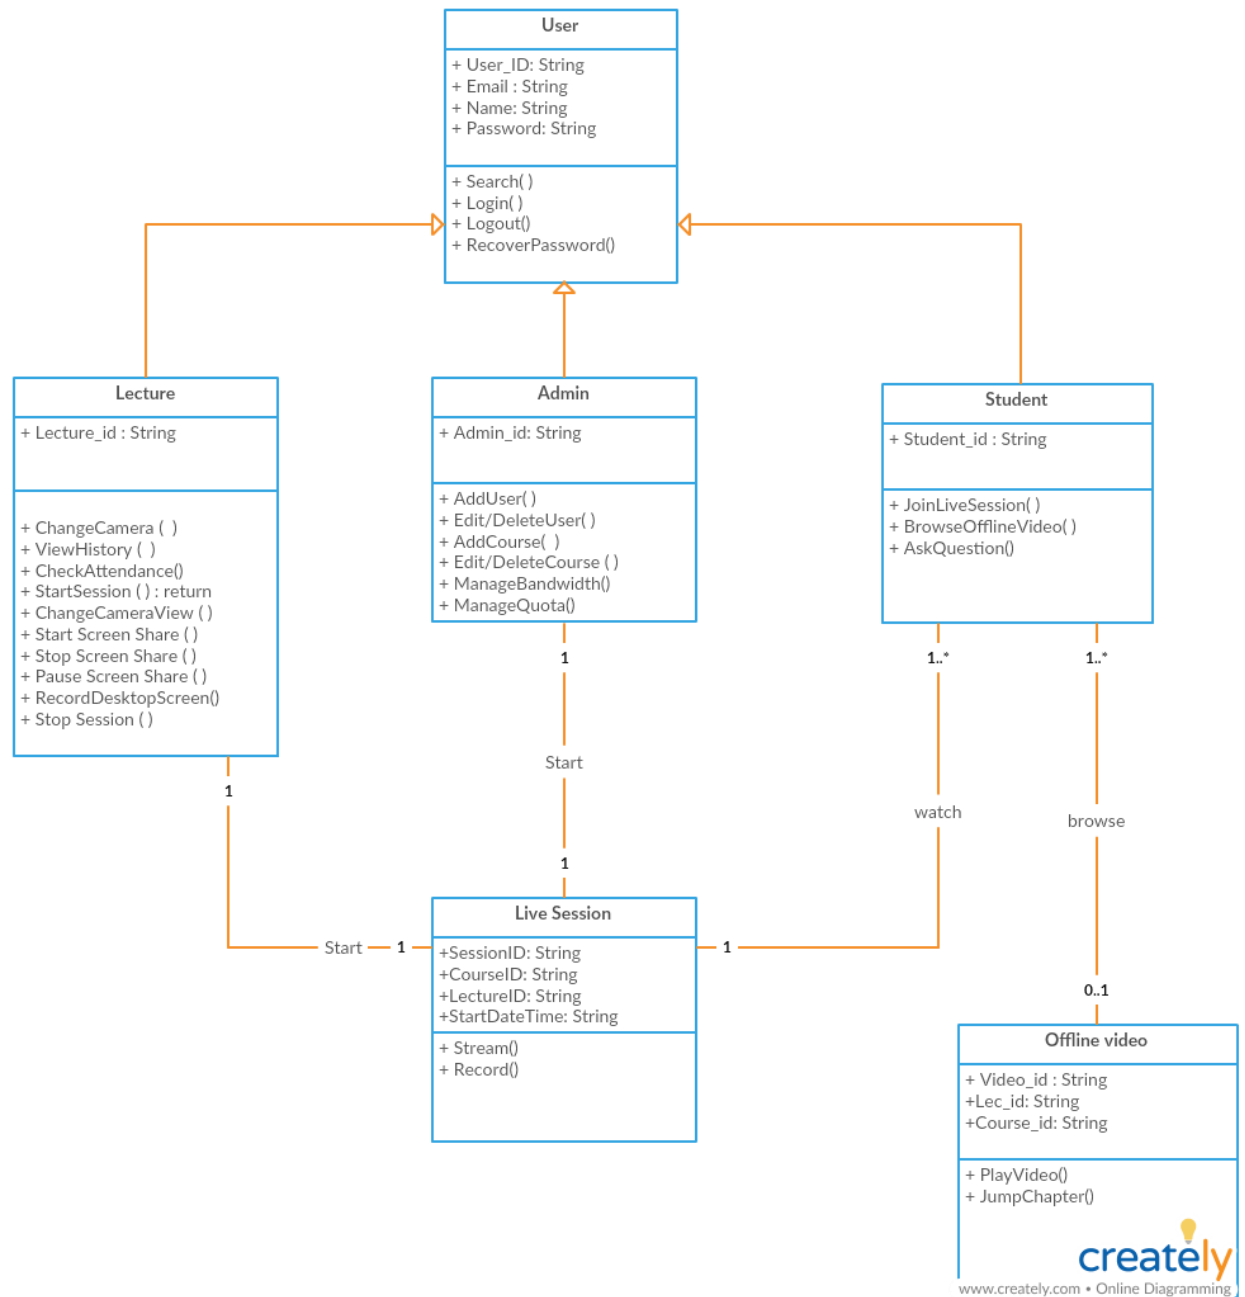 User
+ User_ID: String
+ Email : String
+ Name: String
+ Password: String
+ Search( )
+ Login( )
+ Logout()
+ RecoverPassword()
Lecture
+ Lecture_id : String
+ ChangeCamera ( )
+ ViewHistory ( )
+ CheckAttendance()
+ StartSession ( ) : return
+ ChangeCameraView ( )
+ Start Screen Share ( )
+ Stop Screen Share ( )
+ Pause Screen Share ( )
+ RecordDesktopScreen()
+ Stop Session ( )
Admin
+ Admin_id: String
+ AddUser( )
+ Edit/DeleteUser( )
+ AddCourse( )
+ Edit/DeleteCourse ( )
+ ManageBandwidth()
+ ManageQuota()
Student
+ Student_id : String
+ JoinLiveSession( )
+ BrowseOfflineVideo( )
+ AskQuestion()
1
1
1..*
1..*
Start
watch
browse
1
Start
1
1
0..1
Live Session
+SessionID: String
+CourseID: String
+LectureID: String
+StartDateTime: String
+ Stream()
+ Record()
Offline video
+ Video_id : String
+Lec_id: String
+Course_id: String
+ PlayVideo()
+ JumpChapter()
creately
www.creately.com • Online Diagramming